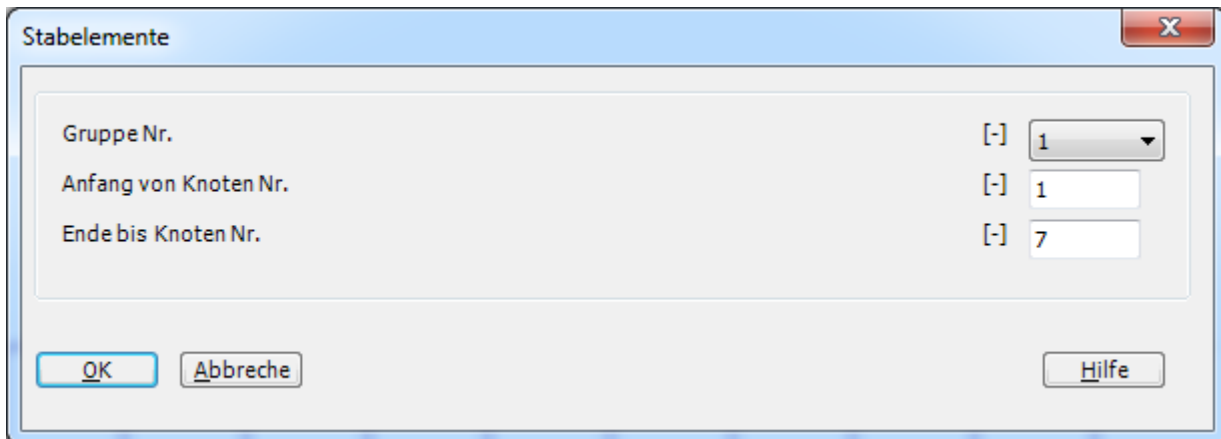 Stabelemente
Gruppe Nr. [-] 1
Anfang von Knoten Nr. [-] 1
Ende bis Knoten Nr. [-] 7
OK Abbreche Hilfe